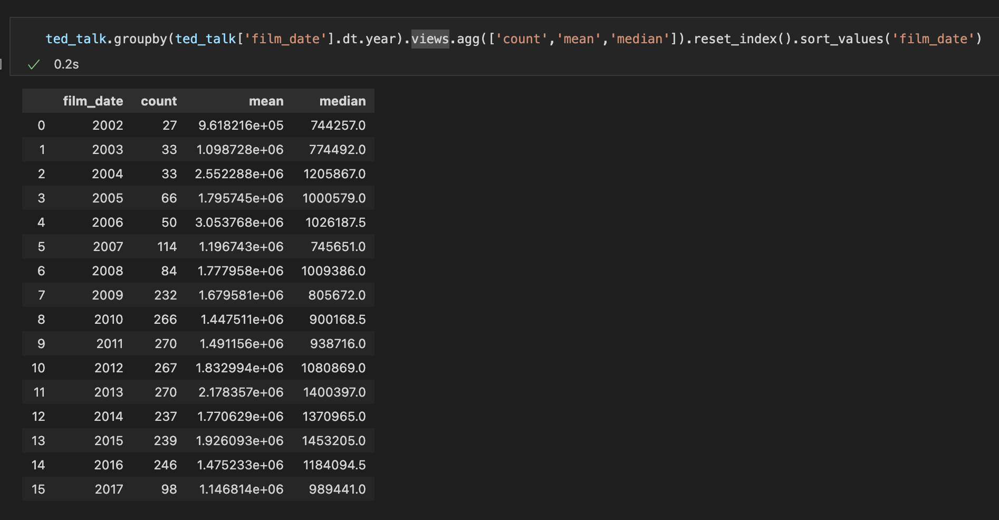 ted_talk.groupby(ted_talk['film_date'].dt.year).views.agg(['count','mean','median']).reset_index().sort_values('film_date')
0.2s
film_date count mean median
0 2002 27 9.618216e+05 744257.0
1 2003 33 1.098728e+06 774492.0
2 2004 33 2.552288e+06 1205867.0
3 2005 66 1.795745e+06 1000579.0
4 2006 50 3.053768e+06 1026187.5
5 2007 114 1.196743e+06 745651.0
6 2008 84 1.777958e+06 1009386.0
7 2009 232 1.679581e+06 805672.0
8 2010 266 1.447511e+06 900168.5
9 2011 270 1.491156e+06 938716.0
10 2012 267 1.832994e+06 1080869.0
11 2013 270 2.178357e+06 1400397.0
12 2014 237 1.770629e+06 1370965.0
13 2015 239 1.926093e+06 1453205.0
14 2016 246 1.475233e+06 1184094.5
15 2017 98 1.146814e+06 989441.0